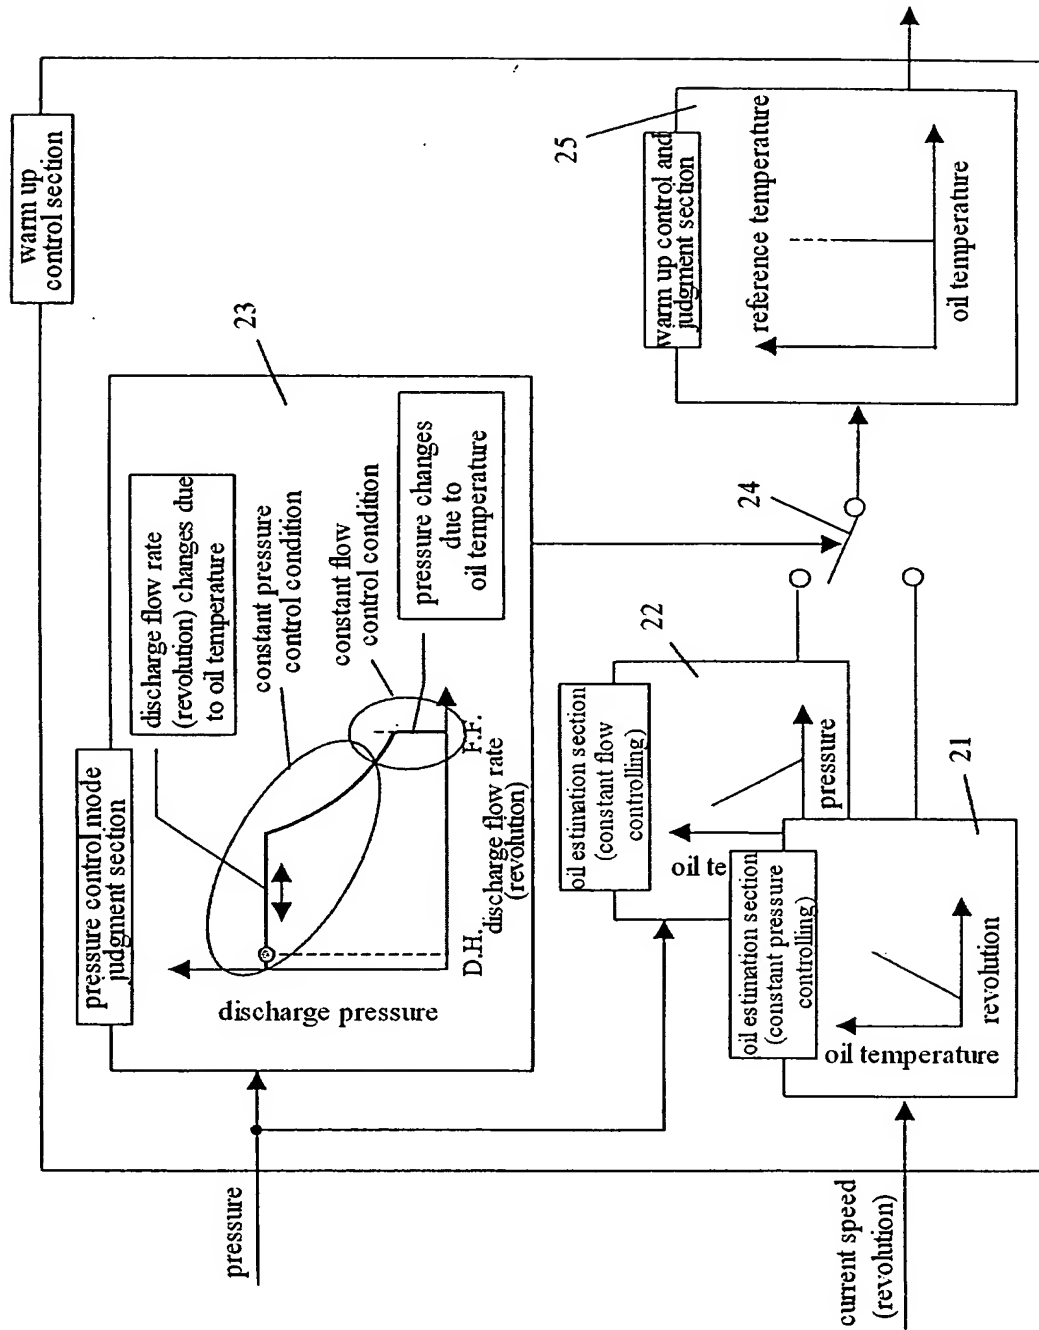 warm up
control section
pressure control mode
judgment section
discharge flow rate
(revolution) changes due
to oil temperature
constant pressure
control condition
constant flow
control condition
pressure changes
due to
oil temperature
23
discharge pressure
D.H.
F.F.
discharge flow rate
(revolution)
pressure
oil estimation section
(constant flow
controlling)
22
oil te
pressure
oil estimation section
(constant pressure
controlling)
21
oil temperature
revolution
current speed
(revolution)
24
warm up control and
judgment section
25
reference temperature
oil temperature